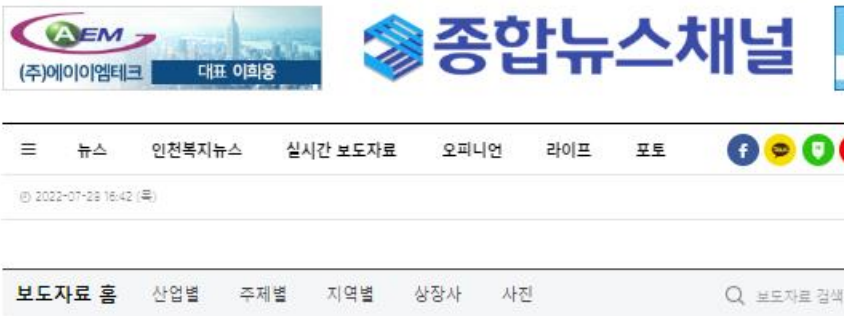 AEM
(주)에이이엠테크 대표 이희웅
종합뉴스채널
뉴스 인천복지뉴스 실시간 보도자료 오피니언 라이프 포토
2022-07-28 16:42 (목)
보도자료 홈 산업별 주제별 지역별 상장사 사진 보도자료 검색